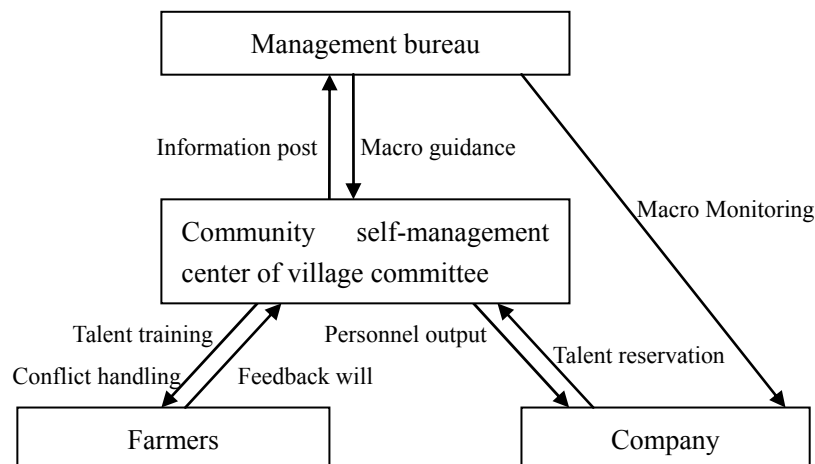 Management bureau
Information post
Macro guidance
Macro Monitoring
Community self-management
center of village committee
Talent training
Personnel output
Talent reservation
Conflict handling
Feedback will
Farmers
Company